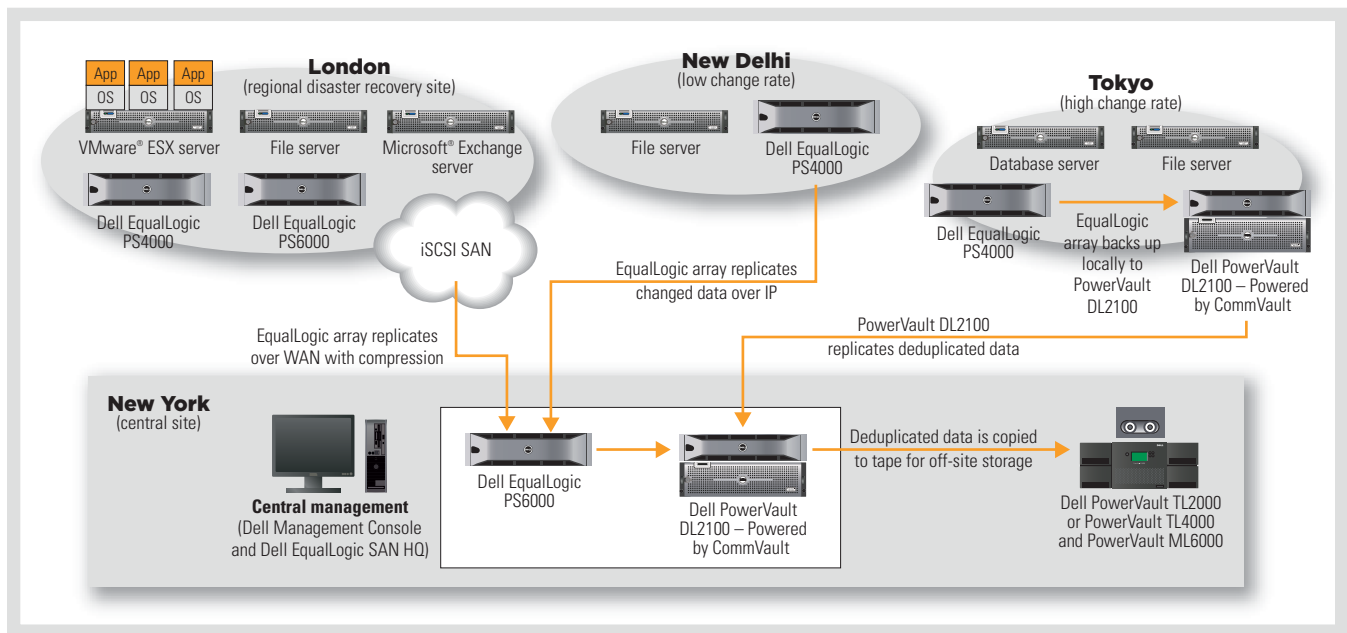 London
(regional disaster recovery site)
App
App
App
OS
OS
OS
VMware® ESX server
File server
Microsoft® Exchange
server
Dell EqualLogic
PS4000
Dell EqualLogic
PS6000
iSCSI SAN
New Delhi
(low change rate)
File server
Dell EqualLogic
PS4000
Tokyo
(high change rate)
Database server
File server
Dell EqualLogic
PS4000
EqualLogic
array backs up
locally to
PowerVault
DL2100
Dell PowerVault
DL2100 – Powered
by CommVault
EqualLogic array replicates
over WAN with compression
EqualLogic array replicates
changed data over IP
PowerVault DL2100
replicates deduplicated data
New York
(central site)
Central management
(Dell Management Console
and Dell EqualLogic SAN HQ)
Dell EqualLogic
PS6000
Dell PowerVault
DL2100 – Powered
by CommVault
Deduplicated data is copied
to tape for off-site storage
Dell PowerVault TL2000
or PowerVault TL4000
and PowerVault ML6000